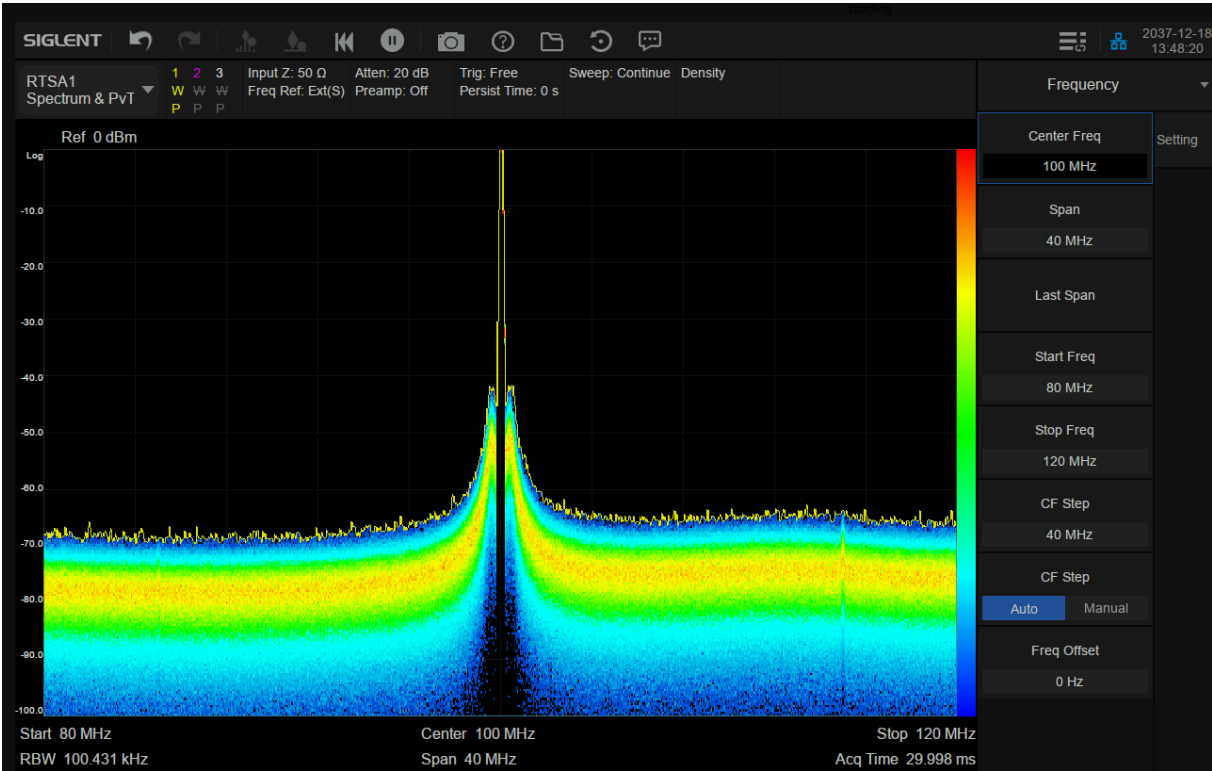 Loading
SIGLENT
2037-12-18
13:48:20
RTSA1
Spectrum & PvT
1 2 3
W W W
P P P
Input Z: 50 Ω
Freq Ref: Ext(S)
Atten: 20 dB
Preamp: Off
Trig: Free
Persist Time: 0 s
Sweep: Continue
Density
Frequency
Ref 0 dBm
Log
-10.0
-20.0
-30.0
-40.0
-50.0
-60.0
-70.0
-80.0
-90.0
-100.0
Start 80 MHz
Center 100 MHz
Stop 120 MHz
RBW 100.431 kHz
Span 40 MHz
Acq Time 29.998 ms
Center Freq
100 MHz
Setting
Span
40 MHz
Last Span
Start Freq
80 MHz
Stop Freq
120 MHz
CF Step
40 MHz
CF Step
Auto Manual
Freq Offset
0 Hz